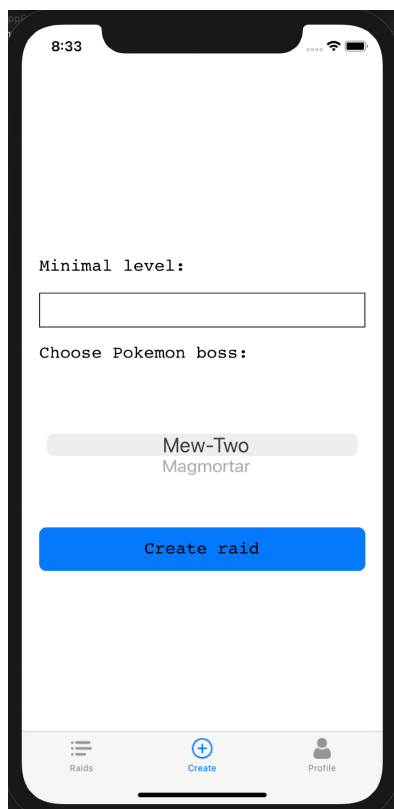 8:33
Minimal level:
Choose Pokemon boss:
Mew-Two
Magmortar
Create raid
Raids Create Profile